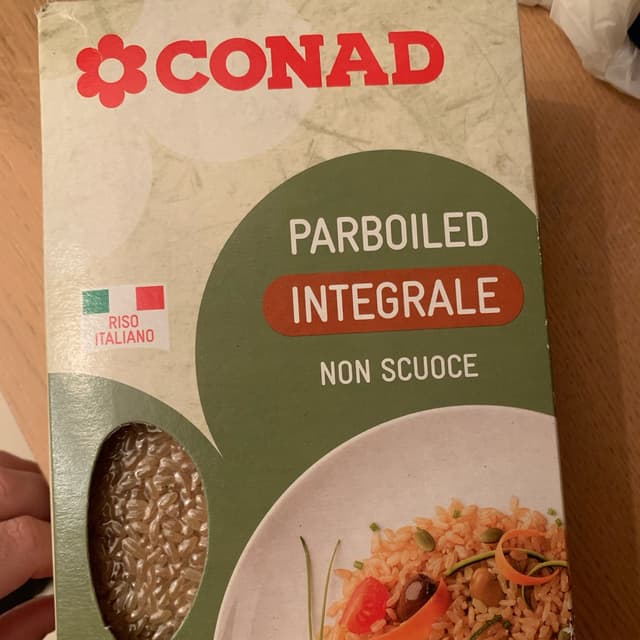 CONAD
PARBOILED
INTEGRALE
NON SCUOCE
RISO
ITALIANO